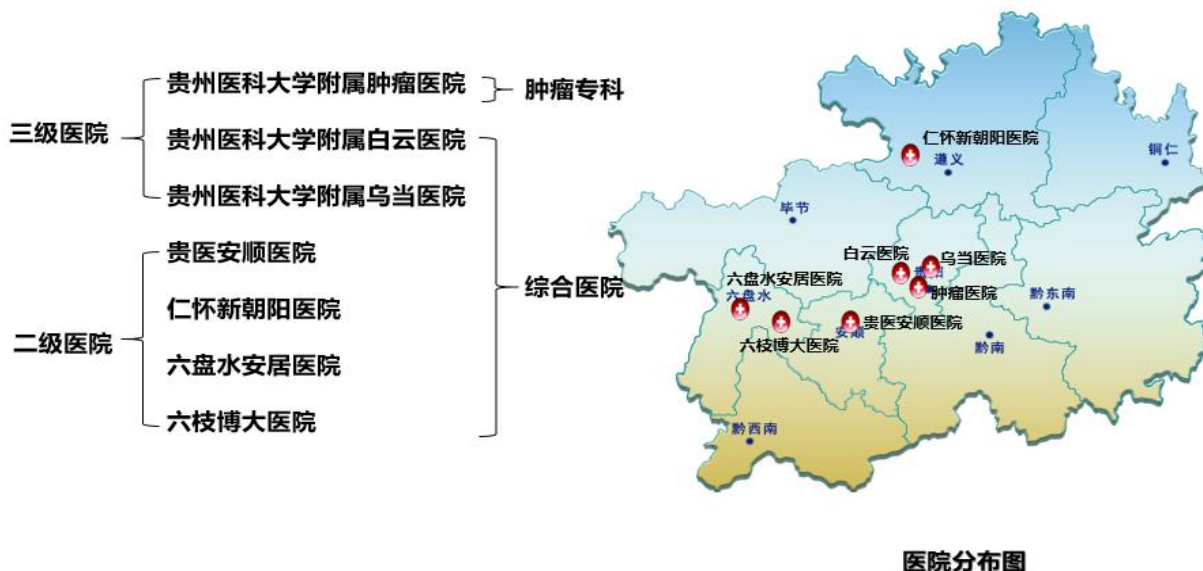 贵州医科大学附属肿瘤医院
肿瘤专科
三级医院
贵州医科大学附属白云医院
贵州医科大学附属乌当医院
贵医安顺医院
综合医院
仁怀新朝阳医院
二级医院
六盘水安居医院
六枝博大医院
仁怀新朝阳医院
遵义
铜仁
毕节
白云医院
乌当医院
六盘水安居医院
六盘水
肿瘤医院
黔东南
贵医安顺医院
安顺
六枝博大医院
黔南
黔西南
医院分布图